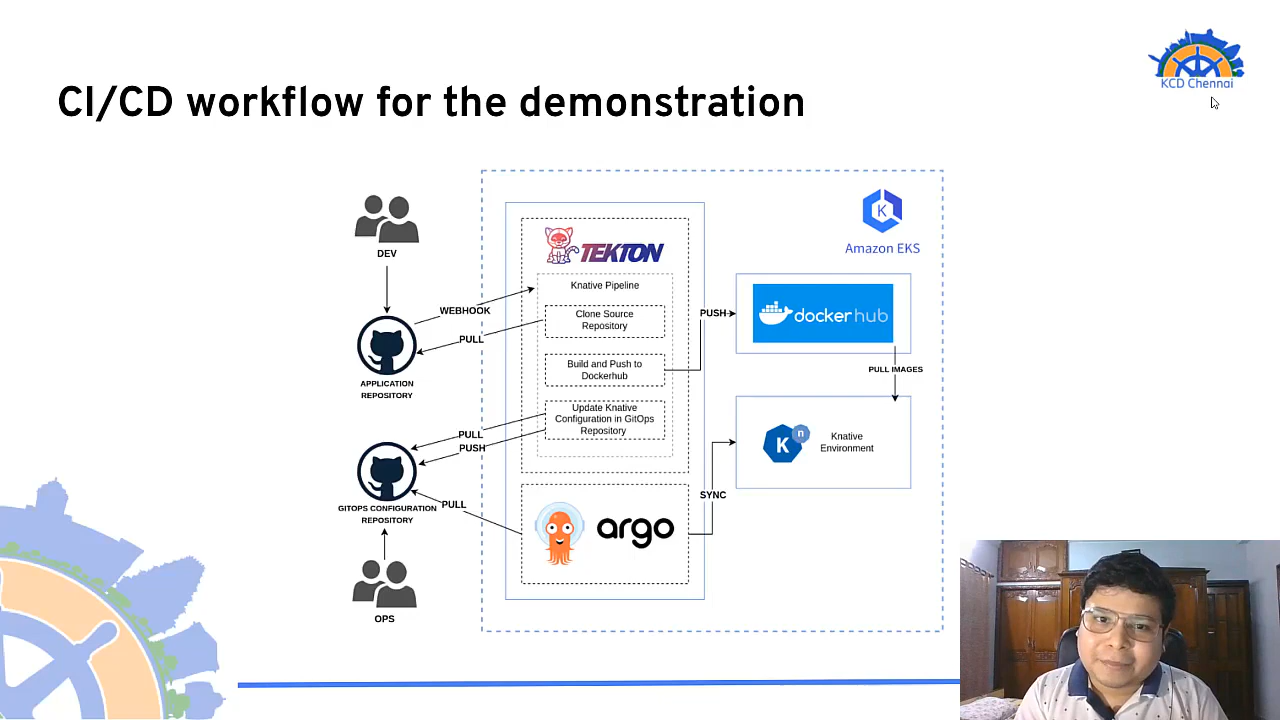 KCD Chennai
CI/CD workflow for the demonstration
DEV
WEBHOOK
PULL
APPLICATION
REPOSITORY
PULL
PUSH
GITOPS CONFIGURATION
REPOSITORY
PULL
OPS
TEKTON
Knative Pipeline
Clone Source
Repository
Build and Push to
Dockerhub
Update Knative
Configuration in GitOps
Repository
argo
PUSH
SYNC
K
Amazon EKS
docker hub
PULL IMAGES
K
n
Knative
Environment